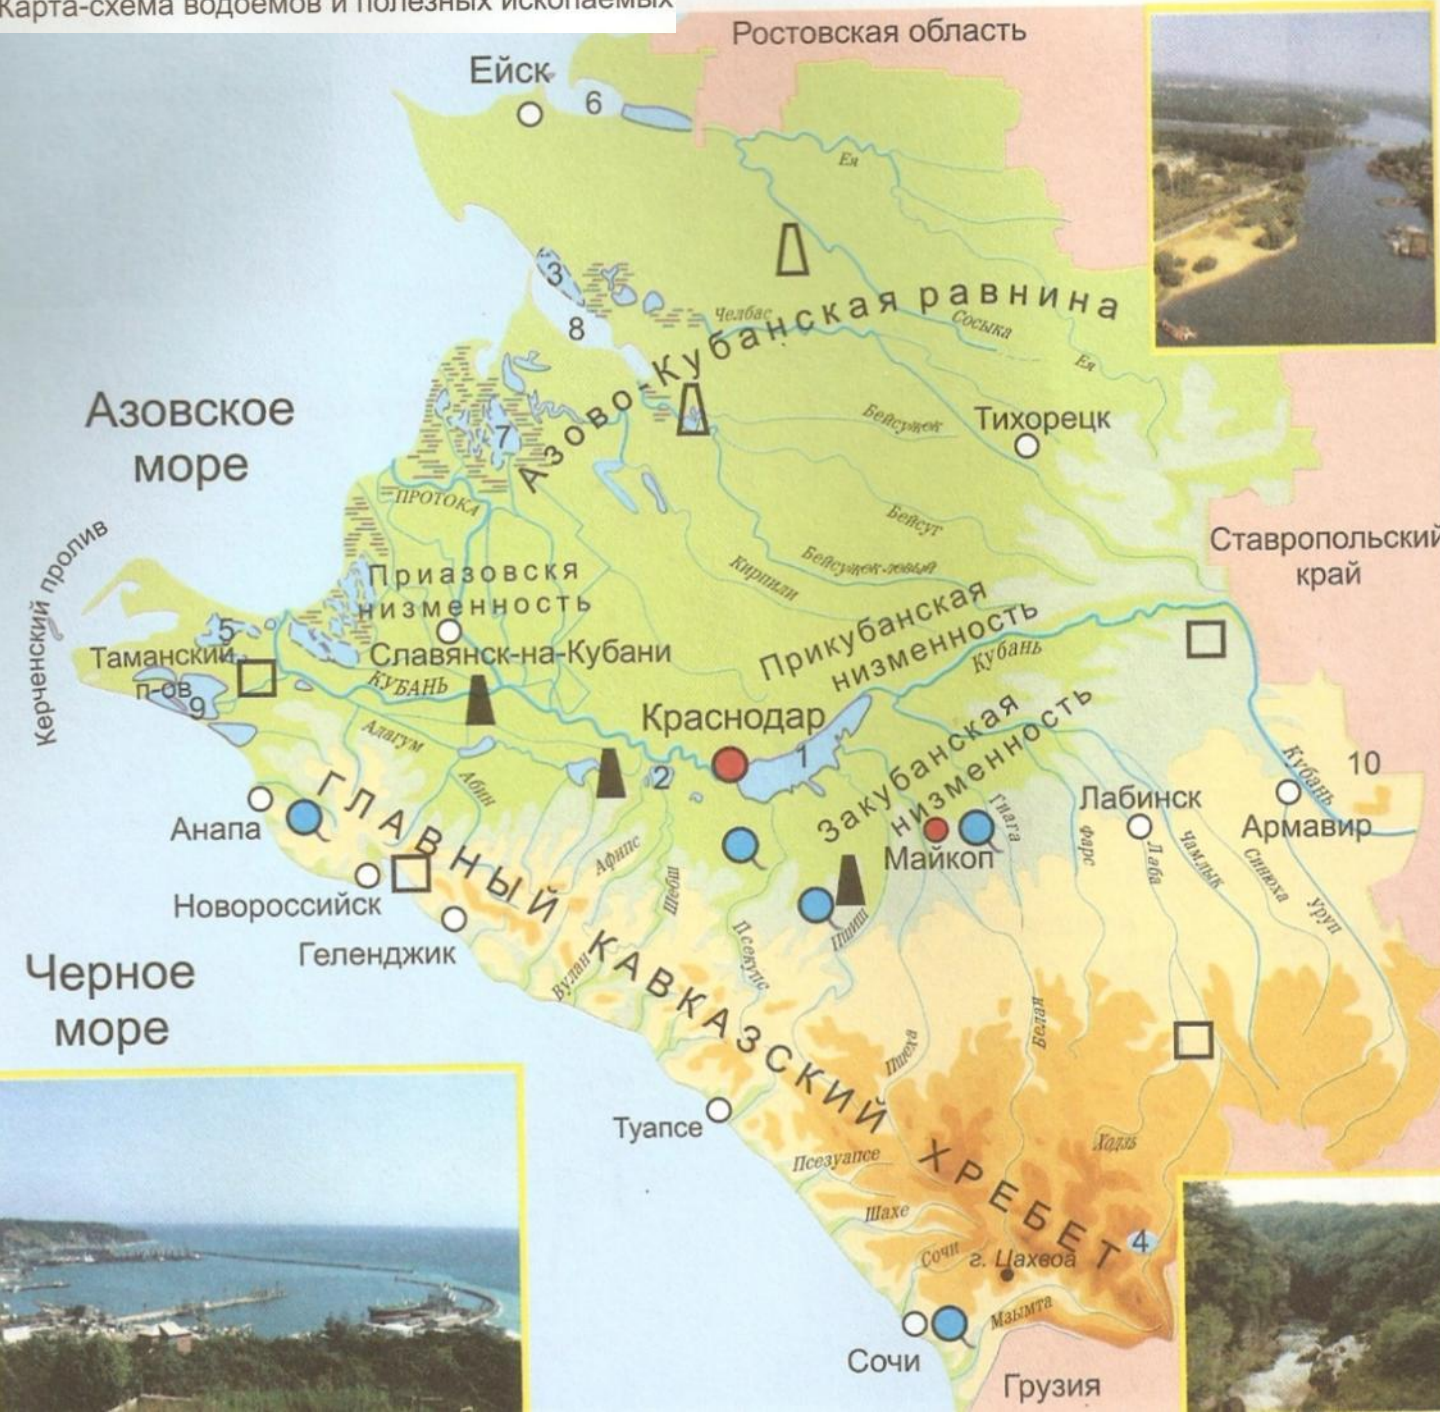 Карта-схема водоемов и полезных ископаемых
Ростовская область
Ейск
6
Ея
3
8
Челбас
Азово-Кубанская равнина
Сосыка
Ея
Азовское
море
7
Бейсужек
Тихорецк
ПРОТОКА
Бейсуг
Ставропольский
край
Керченский пролив
Приазовскя
низменность
Кирпили
Бейсужек левый
Прикубанская
низменность
5
Таманский
п-ов
9
Славянск-на-Кубани
КУБАНЬ
Кубань
Краснодар
1
2
Адагум
Абин
Закубанская
низменность
Кубань
10
Анапа
ГЛАВНЫЙ КАВКАЗСКИЙ ХРЕБЕТ
Гиага
Лабинск
Фарс
Лаба
Чамлык
Синюха
Уруп
Армавир
Майкоп
Афипс
Шебш
Новороссийск
Геленджик
Псекупс
Пшиш
Вулан
Черное
море
Пшеха
Белая
Туапсе
Ходзь
Псезуапсе
Шахе
Сочи
г. Цахвоа
4
Мзымта
Сочи
Грузия